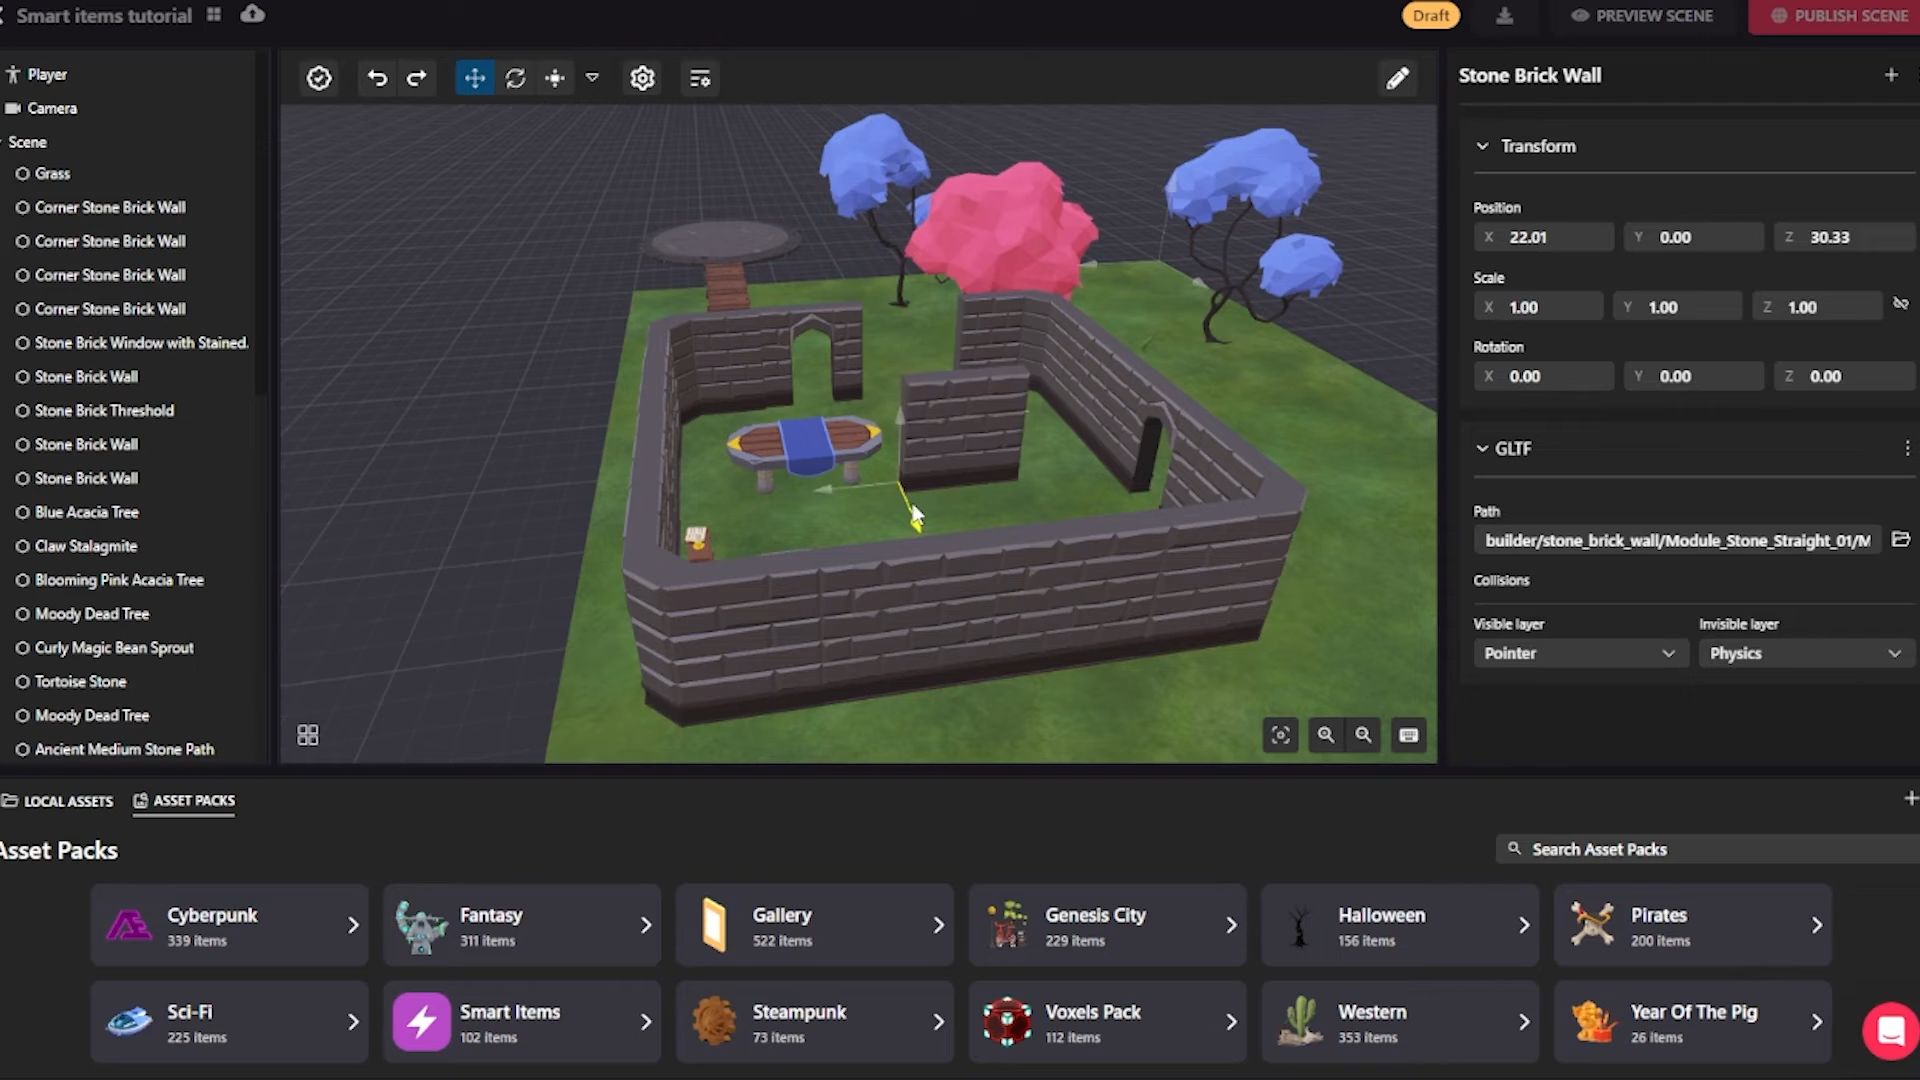 Smart items tutorial
Draft
PREVIEW SCENE
PUBLISH SCENE
Player
Camera
Scene
Grass
Corner Stone Brick Wall
Corner Stone Brick Wall
Corner Stone Brick Wall
Corner Stone Brick Wall
Stone Brick Window with Stained.
Stone Brick Wall
Stone Brick Threshold
Stone Brick Wall
Stone Brick Wall
Blue Acacia Tree
Claw Stalagmite
Blooming Pink Acacia Tree
Moody Dead Tree
Curly Magic Bean Sprout
Tortoise Stone
Moody Dead Tree
Ancient Medium Stone Path
Stone Brick Wall
Transform
Position
X 22.01 Y 0.00 Z 30.33
Scale
X 1.00 Y 1.00 Z 1.00
Rotation
X 0.00 Y 0.00 Z 0.00
GLTF
Path
builder/stone_brick_wall/Module_Stone_Straight_01/M
Collisions
Visible layer Invisible layer
Pointer Physics
LOCAL ASSETS ASSET PACKS
Asset Packs
Search Asset Packs
Cyberpunk
339 items
Fantasy
311 items
Gallery
522 items
Genesis City
229 items
Halloween
156 items
Pirates
200 items
Sci-Fi
225 items
Smart Items
102 items
Steampunk
73 items
Voxels Pack
112 items
Western
353 items
Year Of The Pig
26 items